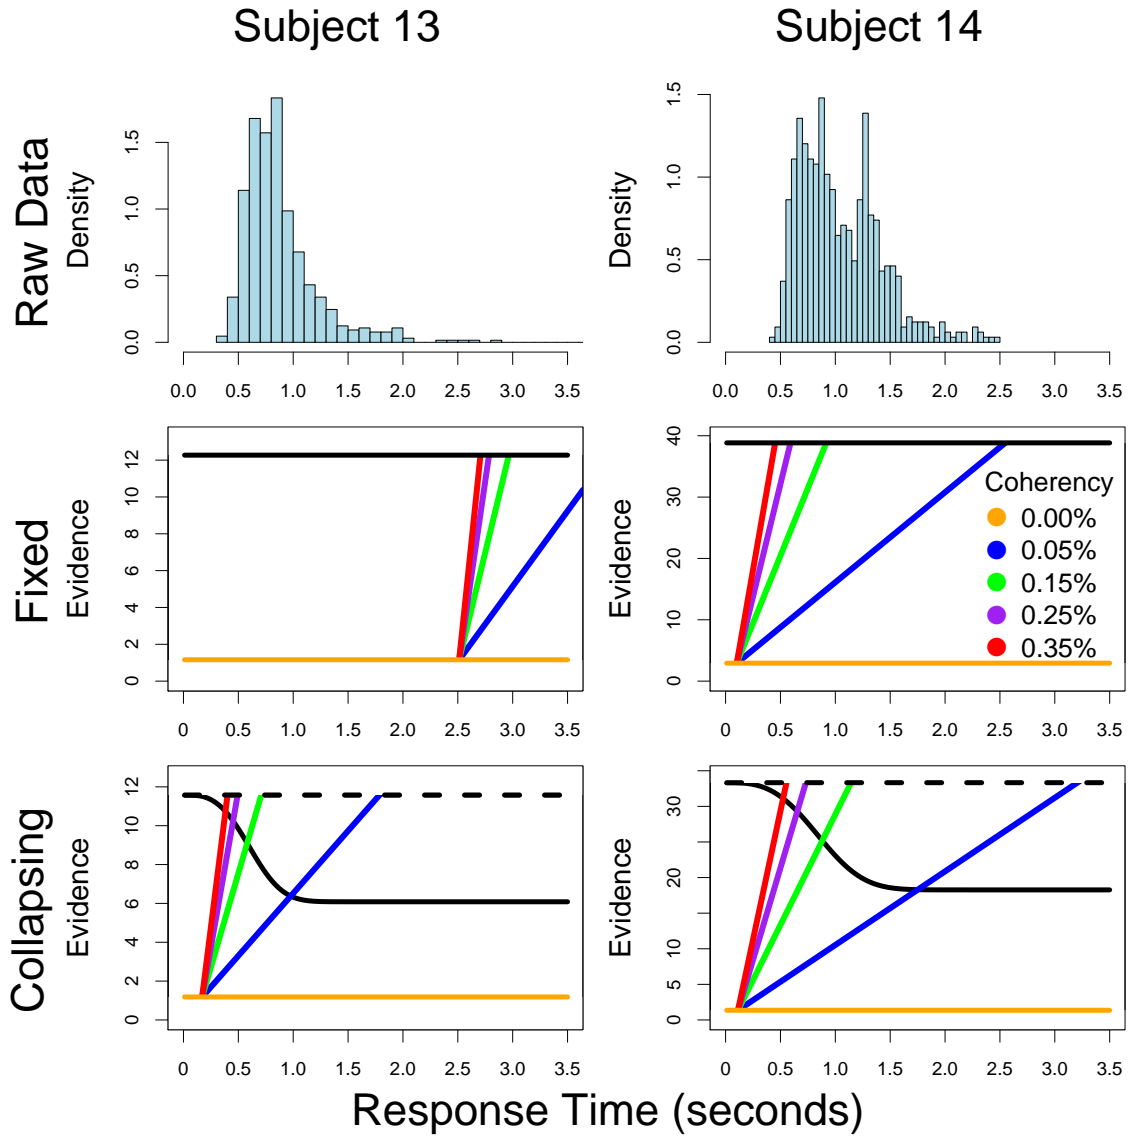 Subject 13
Subject 14
Raw Data
Density
0.0 0.5 1.0 1.5
0.0 0.5 1.0 1.5 2.0 2.5 3.0 3.5
Density
0.0 0.5 1.0 1.5
0.0 0.5 1.0 1.5 2.0 2.5 3.0 3.5
Fixed
Evidence
0 2 4 6 8 10 12
0 0.5 1.0 1.5 2.0 2.5 3.0 3.5
Evidence
0 10 20 30 40
0 0.5 1.0 1.5 2.0 2.5 3.0 3.5
Coherency
0.00%
0.05%
0.15%
0.25%
0.35%
Collapsing
Evidence
0 2 4 6 8 10 12
0 0.5 1.0 1.5 2.0 2.5 3.0 3.5
Evidence
0 5 10 20 30
0 0.5 1.0 1.5 2.0 2.5 3.0 3.5
Response Time (seconds)